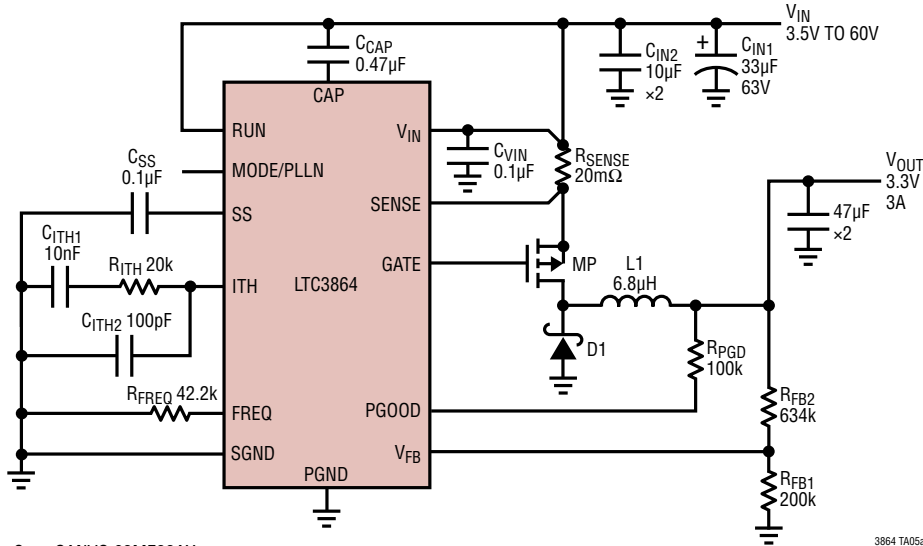 VIN
3.5V TO 60V
CCAP
0.47µF
CIN2
10µF
×2
+
CIN1
33µF
63V
CAP
RUN
VIN
CSS
0.1µF
MODE/PLLN
CVIN
0.1µF
RSENSE
20mΩ
VOUT
3.3V
3A
SS
SENSE
47µF
×2
CITH1
10nF
RITH 20k
ITH
LTC3864
GATE
MP
L1
6.8µH
CITH2 100pF
D1
RPGD
100k
RFREQ 42.2k
FREQ
PGOOD
RFB2
634k
SGND
VFB
PGND
RFB1
200k
3864 TA05a